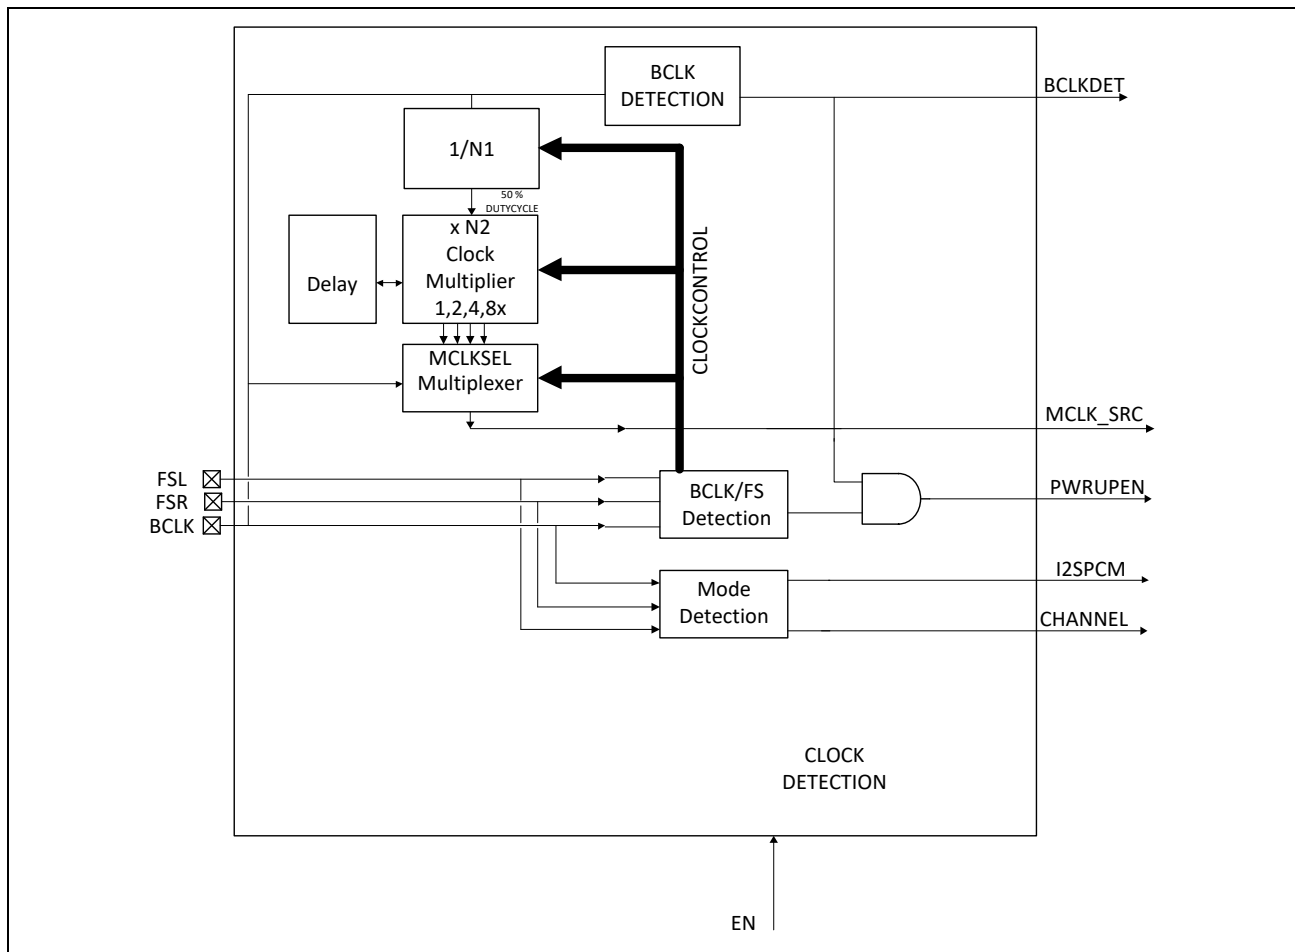 BCLK
DETECTION
BCLKDET
1/N1
50 %
DUTYCYCLE
x N2
Clock
Multiplier
1,2,4,8x
Delay
CLOCKCONTROL
MCLKSEL
Multiplexer
MCLK_SRC
FSL
FSR
BCLK
BCLK/FS
Detection
PWRUPEN
Mode
Detection
I2SPCM
CHANNEL
CLOCK
DETECTION
EN